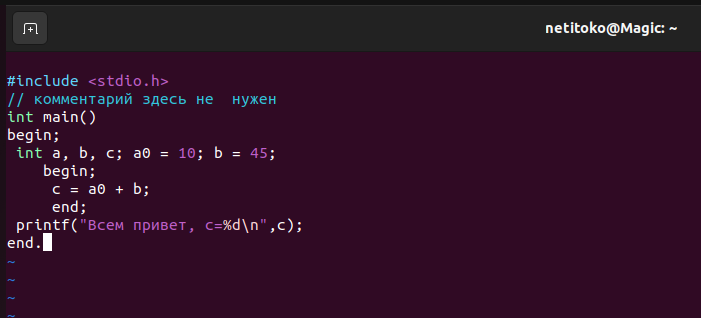 netitoko@Magic: ~
#include <stdio.h>
// комментарий здесь не  нужен
int main()
begin;
 int a, b, c; a0 = 10; b = 45;
    begin;
     c = a0 + b;
     end;
 printf("Всем привет, c=%d\n",c);
end.
~
~
~
~